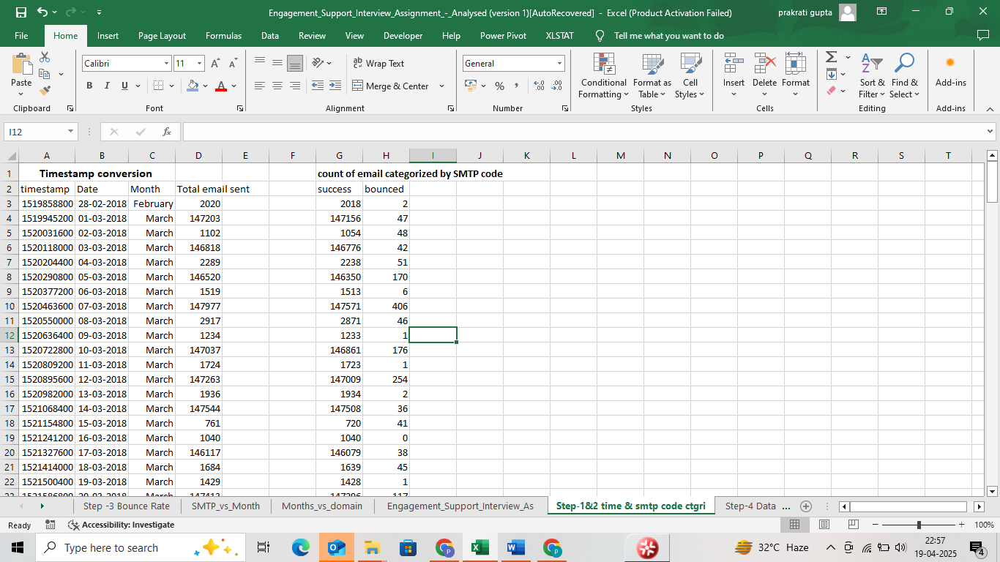 Engagement_Support_Interview_Assignment_-_Analysed (version 1)[AutoRecovered] - Excel (Product Activation Failed) prakrati gupta
File Home Insert Page Layout Formulas Data Review View Developer Help Power Pivot XLSTAT Tell me what you want to do
Calibri 11 Wrap Text General
Paste B I U Merge & Center % Conditional Formatting Format as Table Cell Styles Insert Delete Format Sort & Filter Find & Select Add-ins
Clipboard Font Alignment Number Styles Cells Editing Add-ins
I12 fx
A B C D E F G H I J K L M N O P Q R S T
1 Timestamp conversion count of email categorized by SMTP code
2 timestamp Date Month Total email sent success bounced
3 1519858800 28-02-2018 February 2020 2018 2
4 1519945200 01-03-2018 March 147203 147156 47
5 1520031600 02-03-2018 March 1102 1054 48
6 1520118000 03-03-2018 March 146818 146776 42
7 1520204400 04-03-2018 March 2289 2238 51
8 1520290800 05-03-2018 March 146520 146350 170
9 1520377200 06-03-2018 March 1519 1513 6
10 1520463600 07-03-2018 March 147977 147571 406
11 1520550000 08-03-2018 March 2917 2871 46
12 1520636400 09-03-2018 March 1234 1233 1
13 1520722800 10-03-2018 March 147037 146861 176
14 1520809200 11-03-2018 March 1724 1723 1
15 1520895600 12-03-2018 March 147263 147009 254
16 1520982000 13-03-2018 March 1936 1934 2
17 1521068400 14-03-2018 March 147544 147508 36
18 1521154800 15-03-2018 March 761 720 41
19 1521241200 16-03-2018 March 1040 1040 0
20 1521327600 17-03-2018 March 146117 146079 38
21 1521414000 18-03-2018 March 1684 1639 45
22 1521500400 19-03-2018 March 1429 1428 1
Step -3 Bounce Rate SMTP_vs_Month Months_vs_domain Engagement_Support_Interview_As Step-1&2 time & smtp code ctgri Step-4 Data ...
Ready Accessibility: Investigate 100%
Type here to search 32°C Haze 22:57
19-04-2025 4